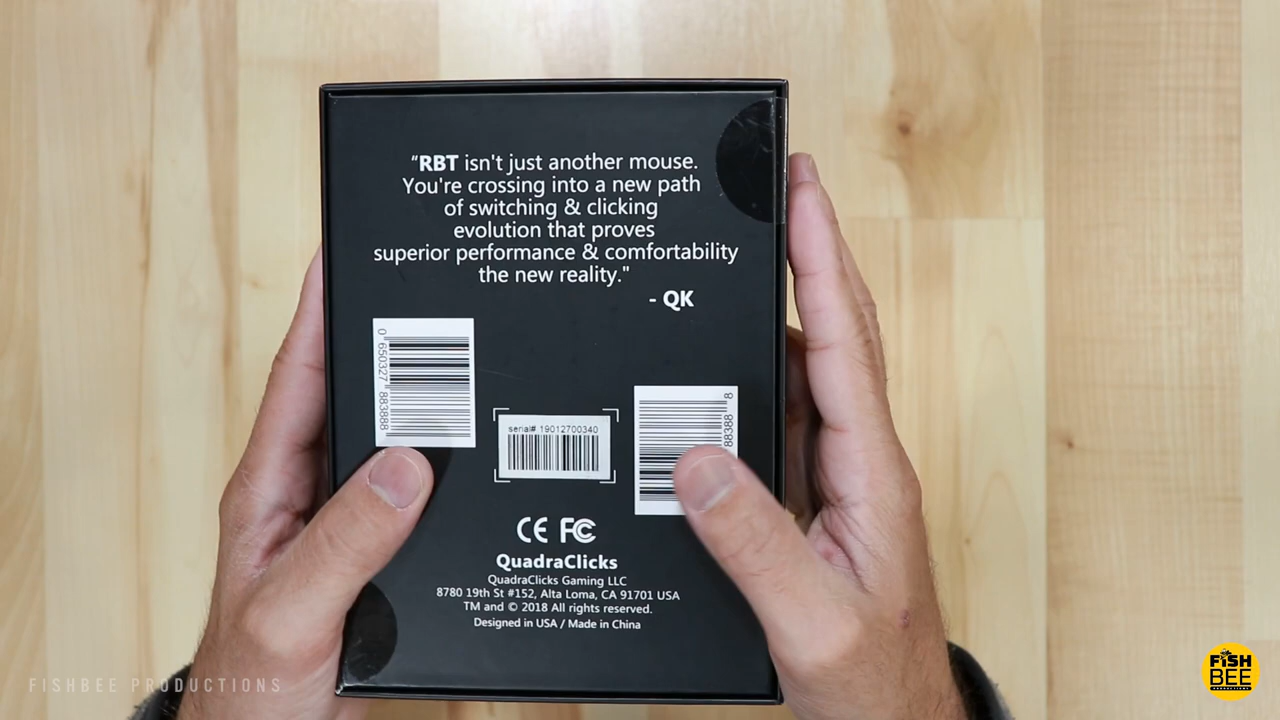 "RBT isn't just another mouse.
You're crossing into a new path
of switching & clicking
evolution that proves
superior performance & comfortability
the new reality."
- QK
0 650327 883888
serial# 19012700340
88388 8
CE FC
QuadraClicks
QuadraClicks Gaming LLC
8780 19th St #152, Alta Loma, CA 91701 USA
TM and © 2018 All rights reserved.
Designed in USA / Made in China
FISHBEE PRODUCTIONS
FISH
BEE
PRODUCTIONS